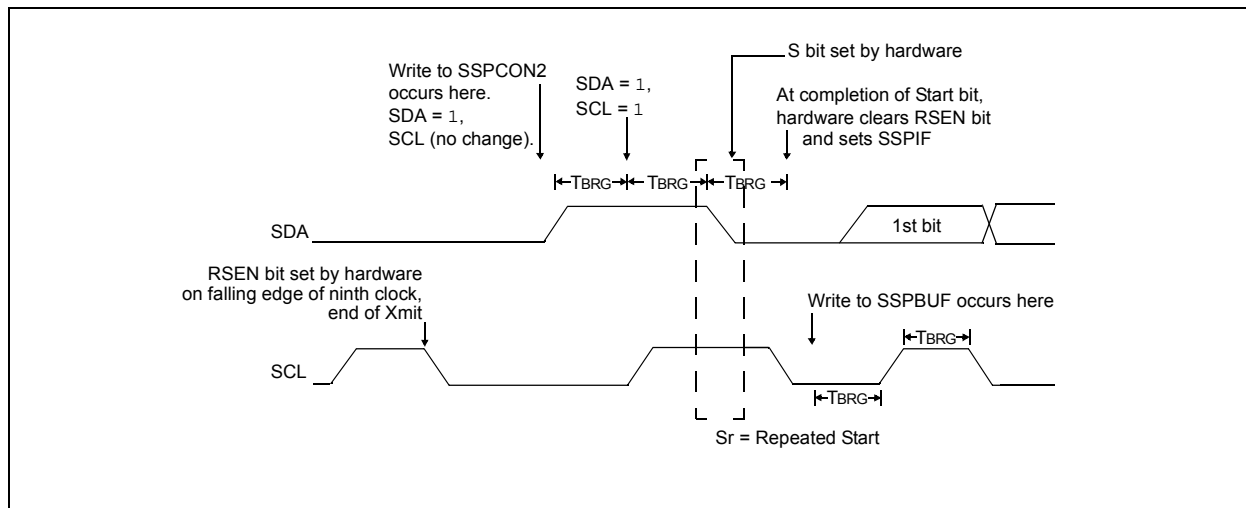 S bit set by hardware
Write to SSPCON2
occurs here.
SDA = 1,
SCL (no change).
SDA = 1,
SCL = 1
At completion of Start bit,
hardware clears RSEN bit
and sets SSPIF
TBRG
TBRG
TBRG
SDA
1st bit
RSEN bit set by hardware
on falling edge of ninth clock,
end of Xmit
Write to SSPBUF occurs here
TBRG
SCL
TBRG
Sr = Repeated Start